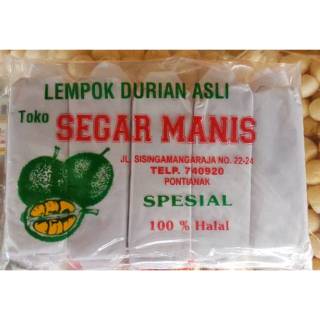 LEMPOK DURIAN ASLI
Toko SEGAR MANIS
JL. SISINGAMANGARAJA NO. 22-24
TELP. 740920
PONTIANAK
SPESIAL
100 % Halal